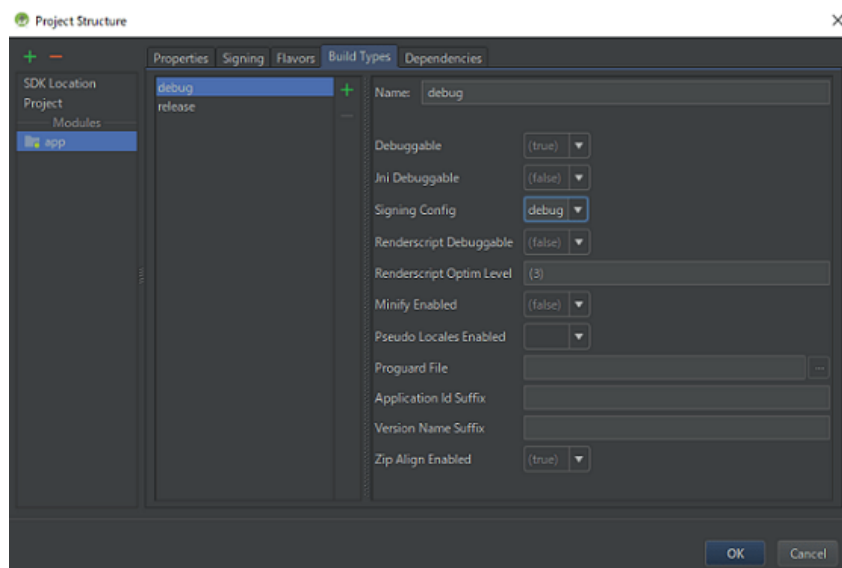 Project Structure
Properties Signing Flavors Build Types Dependencies
SDK Location
Project
Modules
app
debug
release
Name: debug
Debuggable (true)
Jni Debuggable (false)
Signing Config debug
Renderscript Debuggable (false)
Renderscript Optim Level (3)
Minify Enabled (false)
Pseudo Locales Enabled
Proguard File ...
Application Id Suffix
Version Name Suffix
Zip Align Enabled (true)
OK Cancel